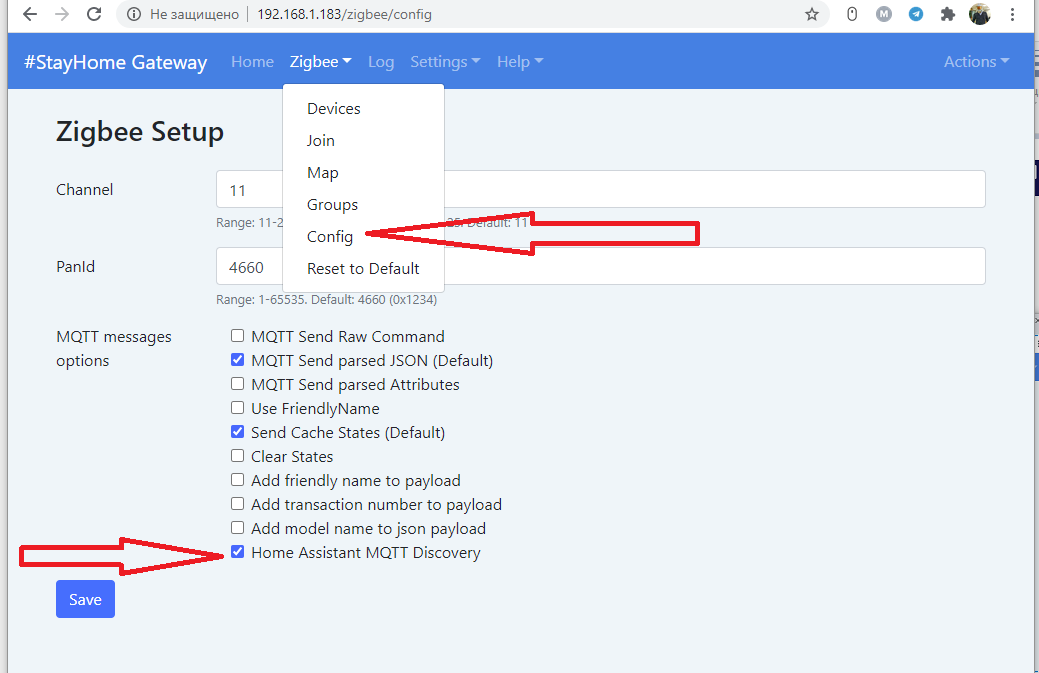 Не защищено 192.168.1.183/zigbee/config
M
#StayHome Gateway Home Zigbee Log Settings Help Actions
Devices
Join
Map
Groups
Config
Reset to Default
Zigbee Setup
Channel 11
Range: 11-2 Default: 11
PanId 4660
Range: 1-65535. Default: 4660 (0x1234)
MQTT messages options
MQTT Send Raw Command
MQTT Send parsed JSON (Default)
MQTT Send parsed Attributes
Use FriendlyName
Send Cache States (Default)
Clear States
Add friendly name to payload
Add transaction number to payload
Add model name to json payload
Home Assistant MQTT Discovery
Save